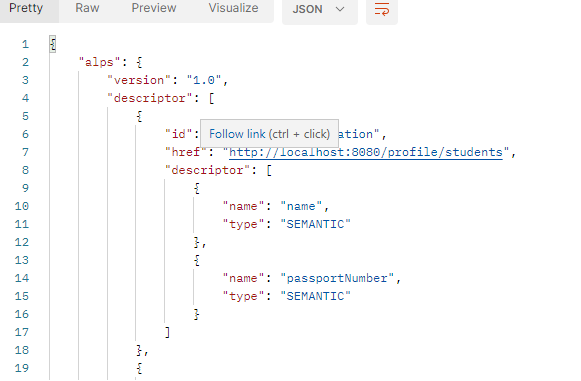 Pretty Raw Preview Visualize JSON
1 {
2 "alps": {
3 "version": "1.0",
4 "descriptor": [
5 {
Follow link (ctrl + click)
6 "id": ation",
7 "href": "http://localhost:8080/profile/students",
8 "descriptor": [
9 {
10 "name": "name",
11 "type": "SEMANTIC"
12 },
13 {
14 "name": "passportNumber",
15 "type": "SEMANTIC"
16 }
17 ]
18 },
19 {